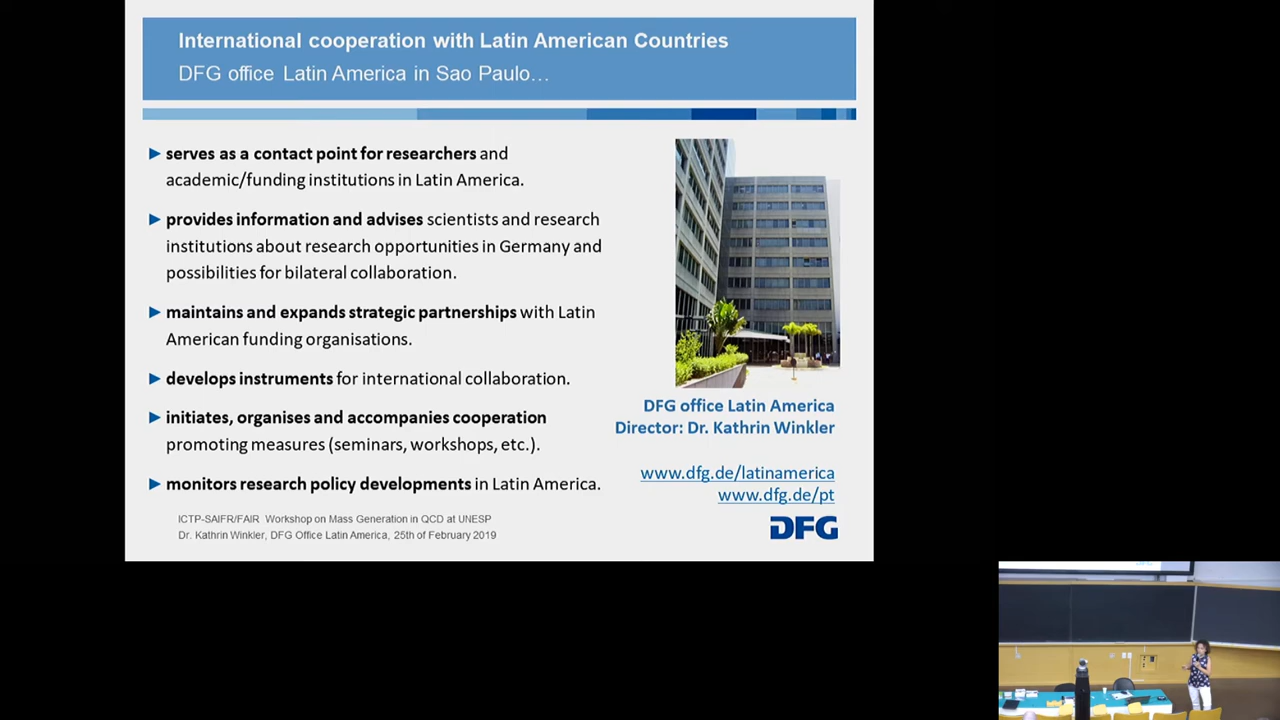 International cooperation with Latin American Countries
DFG office Latin America in Sao Paulo…
serves as a contact point for researchers and
academic/funding institutions in Latin America.
provides information and advises scientists and research
institutions about research opportunities in Germany and
possibilities for bilateral collaboration.
maintains and expands strategic partnerships with Latin
American funding organisations.
develops instruments for international collaboration.
initiates, organises and accompanies cooperation
promoting measures (seminars, workshops, etc.).
monitors research policy developments in Latin America.
DFG office Latin America
Director: Dr. Kathrin Winkler
www.dfg.de/latinamerica
www.dfg.de/pt
ICTP-SAIFR/FAIR Workshop on Mass Generation in QCD at UNESP
Dr. Kathrin Winkler, DFG Office Latin America, 25th of February 2019
DFG